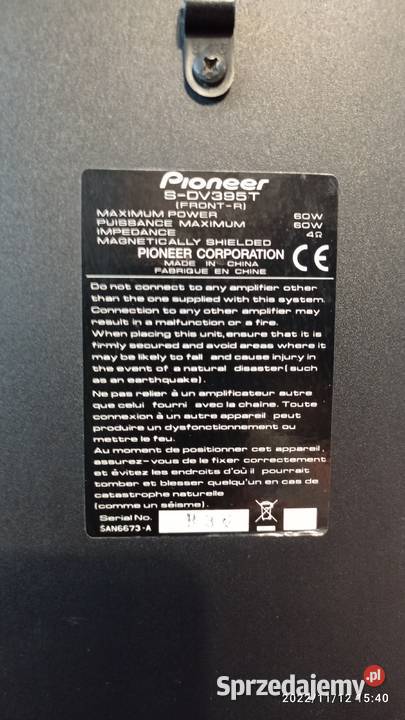 Pioneer
S-DV395T
(FRONT-R)
MAXIMUM POWER 60W
PUISSANCE MAXIMUM 60W
IMPEDANCE 4Ω
MAGNETICALLY SHIELDED
PIONEER CORPORATION CE
MADE IN CHINA
FABRIQUE EN CHINE
Do not connect to any amplifier other
than the one supplied with this system.
Connection to any other amplifier may
result in a malfunction or a fire.
When placing this unit,ensure that it is
firmly secured and avoid areas where it
may be likely to fall and cause injury in
the event of a natural disaster(such
as an earthquake).
Ne pas relier à un amplificateur autre
que celui fourni avec la chaîne. Toute
connexion à un autre appareil peut
produire un dysfonctionnement ou
mettre le feu.
Au moment de positionner cet appareil,
assurez-vous de le fixer correctement
et évitez les endroits d'où il pourrait
tomber et blesser quelqu'un en cas de
catastrophe naturelle
(comme un séisme).
Serial No.
SAN6673-A
Sprzedajemy.pl
2022/11/12 15:40